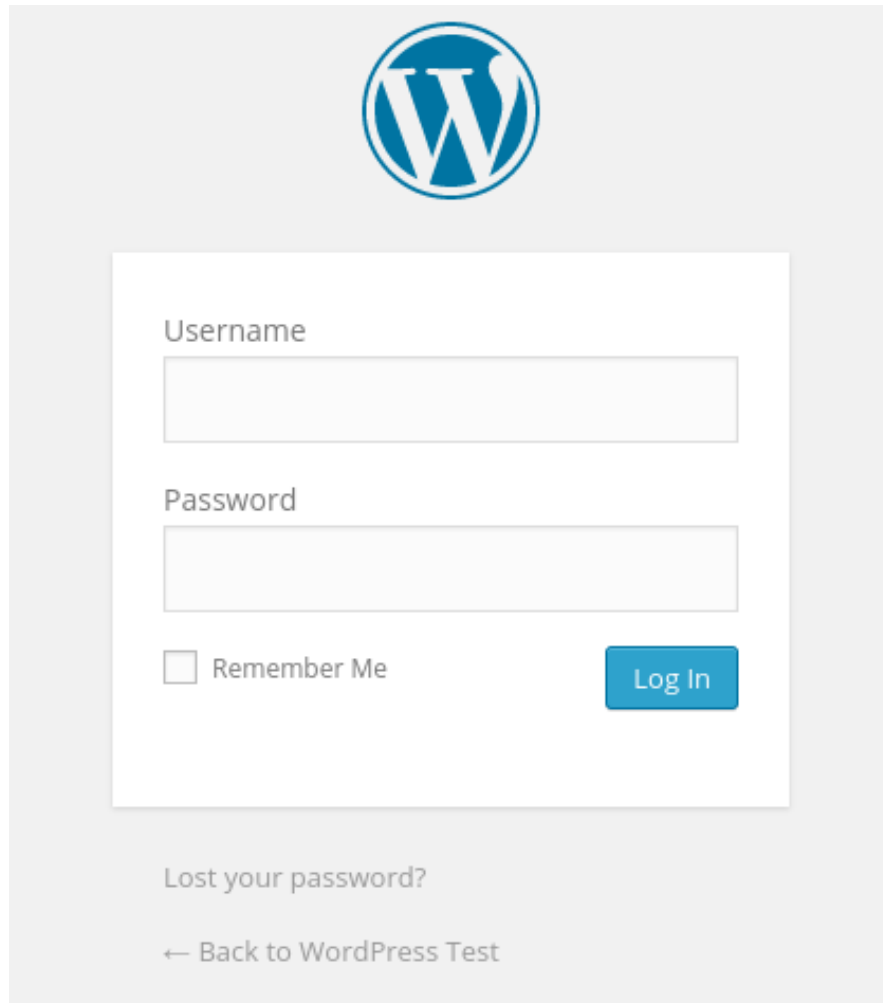 Username
Password
Remember Me
Log In
Lost your password?
← Back to WordPress Test